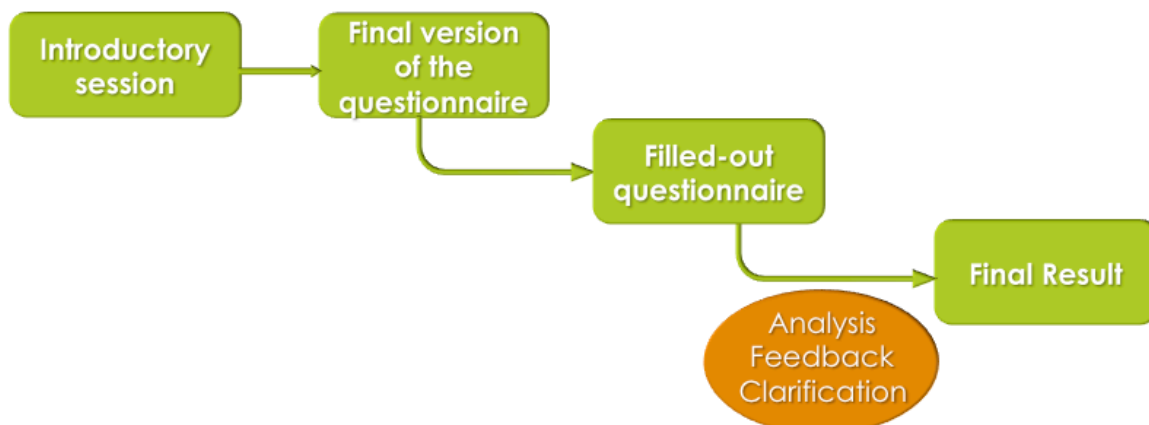 Introductory
session
Final version
of the
questionnaire
Filled-out
questionnaire
Final Result
Analysis
Feedback
Clarification